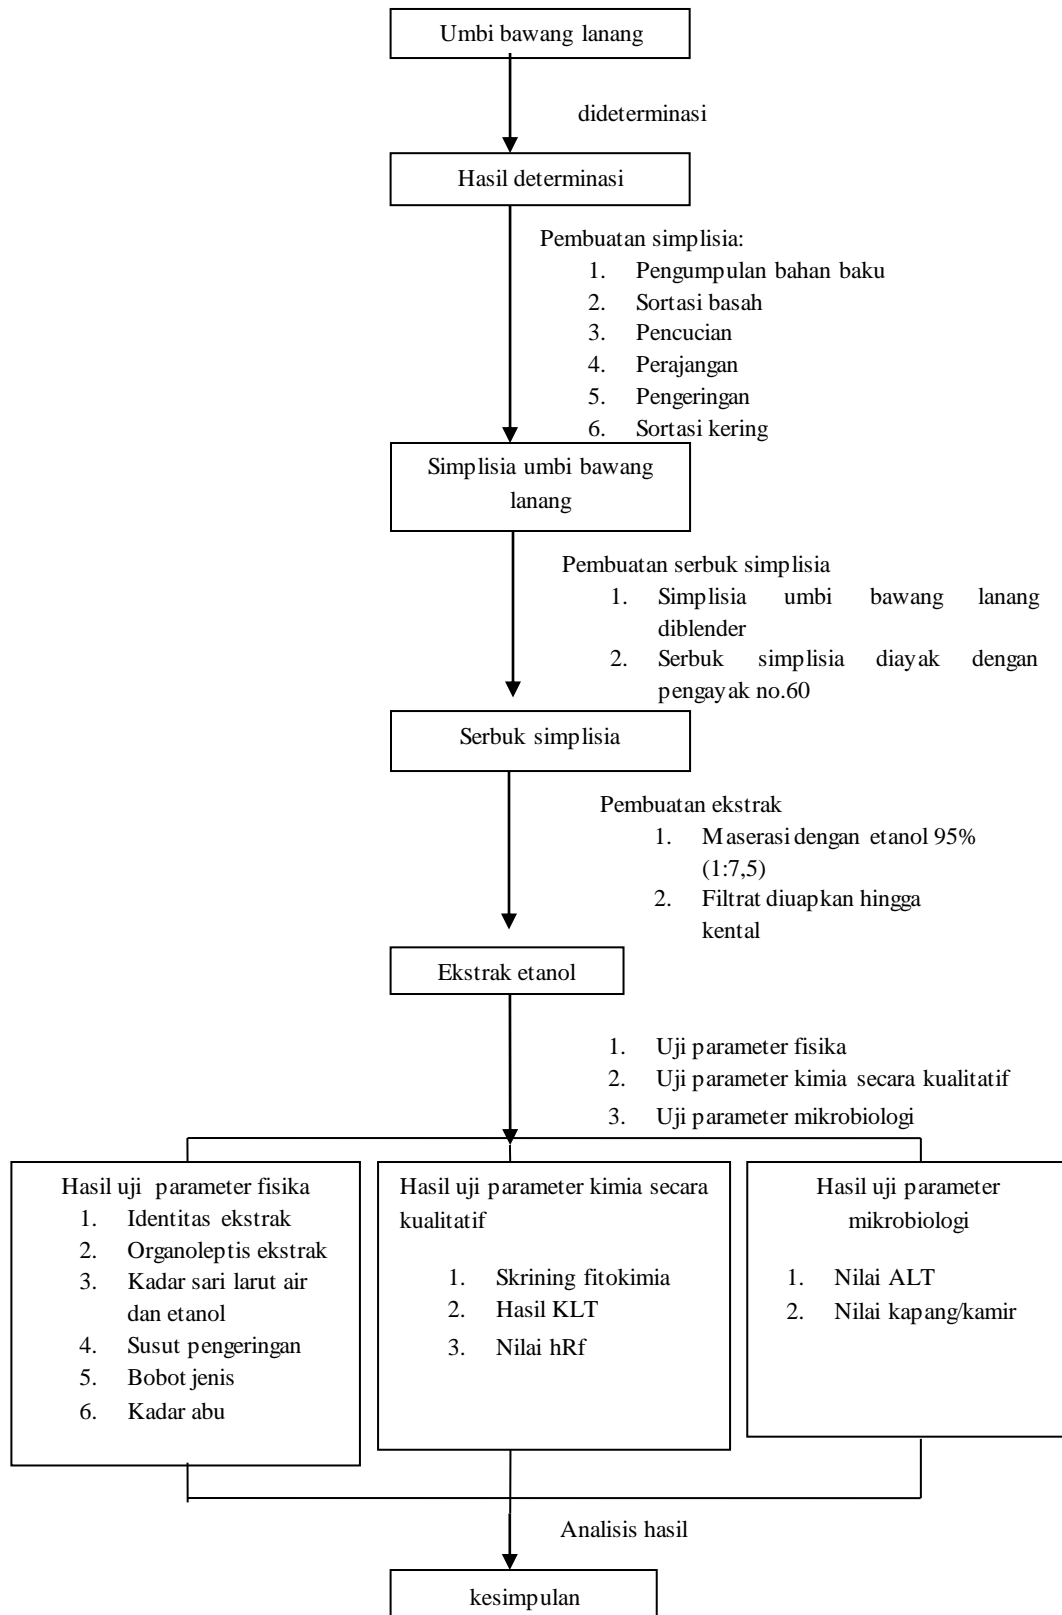 Umbi bawang lanang
dideterminasi
Hasil determinasi
Pembuatan simplisia:
1. Pengumpulan bahan baku
2. Sortasi basah
3. Pencucian
4. Perajangan
5. Pengeringan
6. Sortasi kering
Simplisia umbi bawang
lanang
Pembuatan serbuk simplisia
1. Simplisia umbi bawang lanang
diblender
2. Serbuk simplisia diayak dengan
pengayak no.60
Serbuk simplisia
Pembuatan ekstrak
1. Maserasi dengan etanol 95%
(1:7,5)
2. Filtrat diuapkan hingga
kental
Ekstrak etanol
1. Uji parameter fisika
2. Uji parameter kimia secara kualitatif
3. Uji parameter mikrobiologi
Hasil uji parameter fisika
1. Identitas ekstrak
2. Organoleptis ekstrak
3. Kadar sari larut air
dan etanol
4. Susut pengeringan
5. Bobot jenis
6. Kadar abu
Hasil uji parameter kimia secara
kualitatif
1. Skrining fitokimia
2. Hasil KLT
3. Nilai hRf
Hasil uji parameter
mikrobiologi
1. Nilai ALT
2. Nilai kapang/kamir
Analisis hasil
kesimpulan